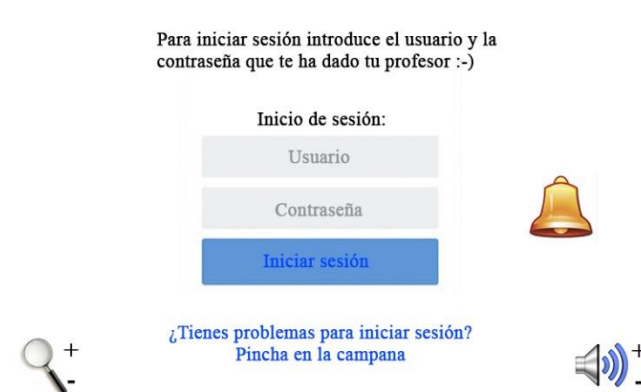 Para iniciar sesión introduce el usuario y la
contraseña que te ha dado tu profesor :-)
Inicio de sesión:
Usuario
Contraseña
Iniciar sesión
¿Tienes problemas para iniciar sesión?
Pincha en la campana
+
-
+
-